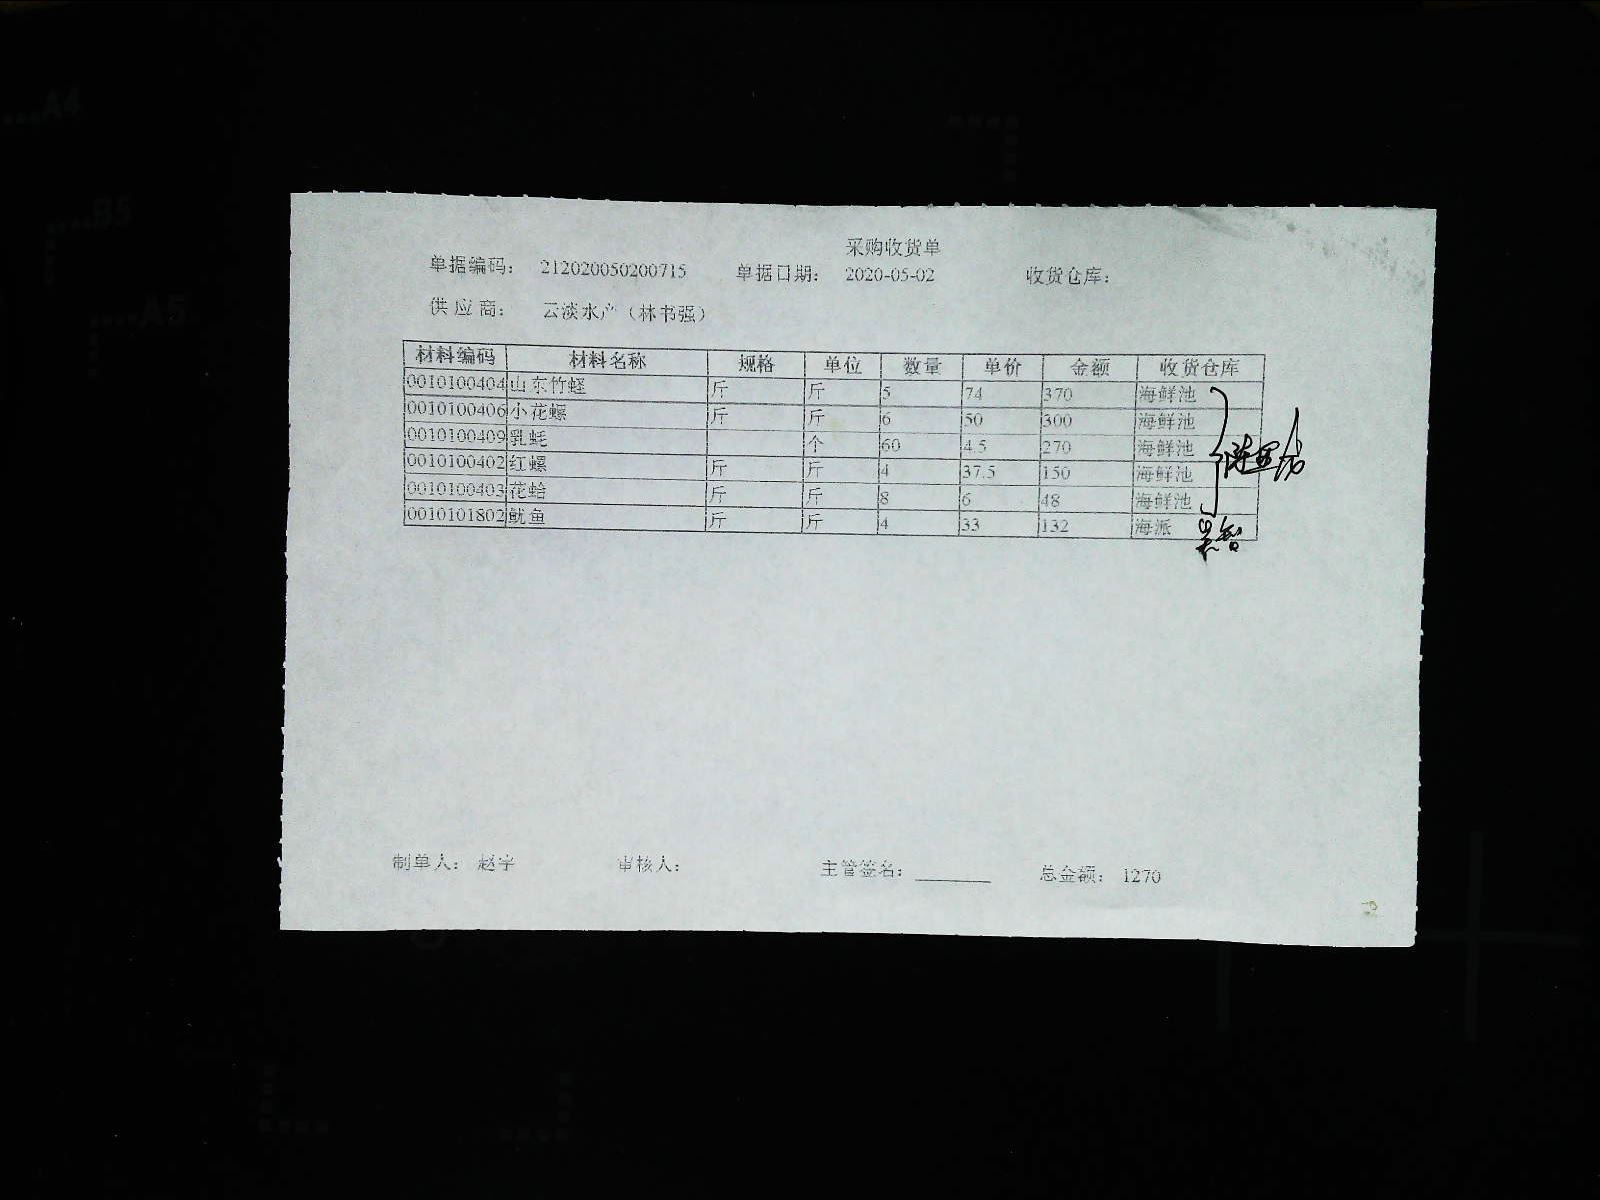 A4
B5
A5
采购收货单
单据编码： 212020050200715 单据日期： 2020-05-02 收货仓库：
供 应 商： 云淡水产（林书强）
材料编码 材料名称 规格 单位 数量 单价 金额 收货仓库
0010100404 山东竹蛏 斤 斤 5 74 370 海鲜池
0010100406 小花螺 斤 斤 6 50 300 海鲜池
0010100409 乳蚝 个 60 4.5 270 海鲜池
0010100402 红螺 斤 斤 4 37.5 150 海鲜池
0010100403 花蛤 斤 斤 8 6 48 海鲜池
0010101802 鱿鱼 斤 斤 4 33 132 海派
制单人： 赵宇 审核人： 主管签名： 总金额： 1270